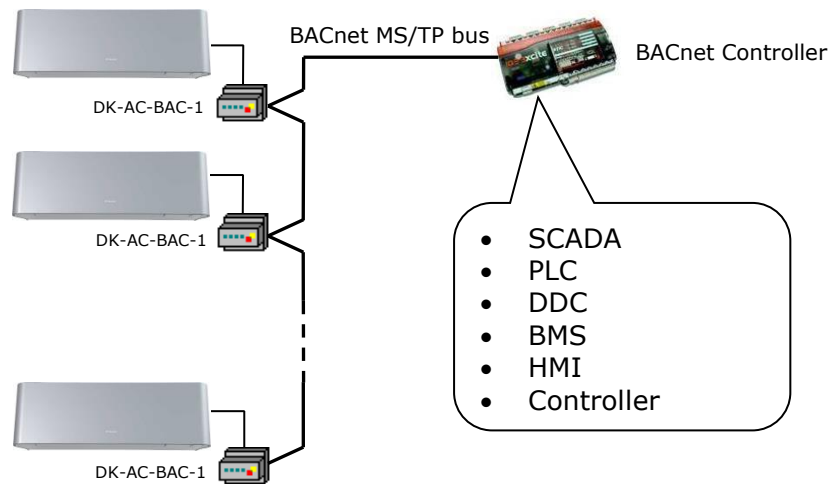 BACnet MS/TP bus
BACnet Controller
DK-AC-BAC-1
DK-AC-BAC-1
• SCADA
• PLC
• DDC
• BMS
• HMI
• Controller
DK-AC-BAC-1